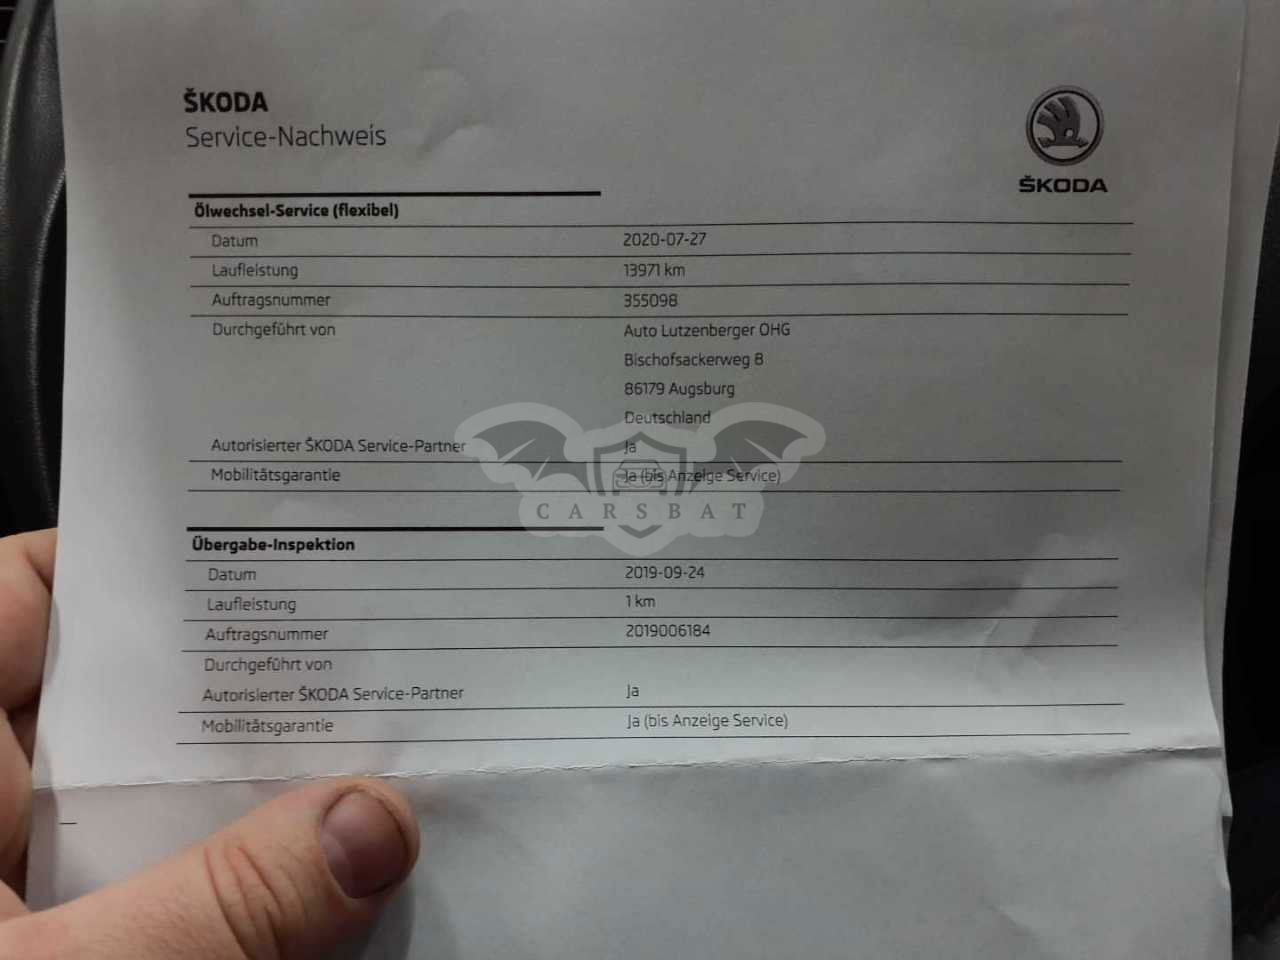 ŠKODA
Service-Nachweis
ŠKODA
Ölwechsel-Service (flexibel)
Datum 2020-07-27
Laufleistung 13971 km
Auftragsnummer 355098
Durchgeführt von Auto Lutzenberger OHG
Bischofsackerweg 8
86179 Augsburg
Deutschland
Autorisierter ŠKODA Service-Partner Ja
Mobilitätsgarantie Ja (bis Anzeige Service)
CARSBAT
Übergabe-Inspektion
Datum 2019-09-24
Laufleistung 1 km
Auftragsnummer 2019006184
Durchgeführt von
Autorisierter ŠKODA Service-Partner Ja
Mobilitätsgarantie Ja (bis Anzeige Service)